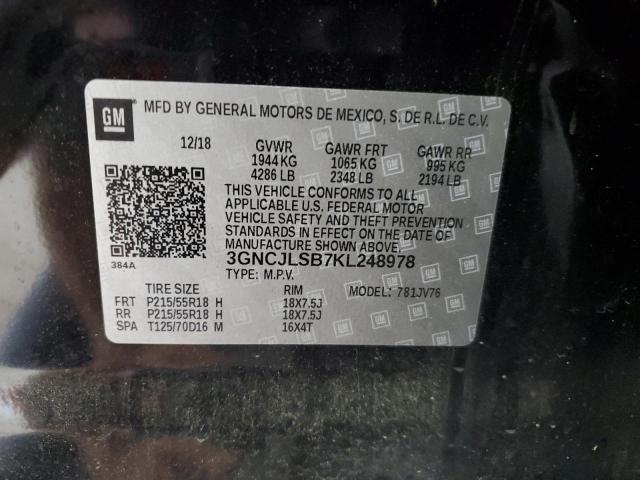 GM
MFD BY GENERAL MOTORS DE MEXICO, S. DE R.L. DE C.V.
12/18 GVWR GAWR FRT GAWR RR
1944 KG 1065 KG 995 KG
4286 LB 2348 LB 2194 LB
THIS VEHICLE CONFORMS TO ALL
APPLICABLE U.S. FEDERAL MOTOR
VEHICLE SAFETY AND THEFT PREVENTION
STANDARDS IN EFFECT ON THE DATE OF
MANUFACTURE SHOWN ABOVE.
384A
3GNCJLSB7KL248978
TYPE: M.P.V.
TIRE SIZE RIM MODEL: 781JV76
FRT P215/55R18 H 18X7.5J
RR P215/55R18 H 18X7.5J
SPA T125/70D16 M 16X4T